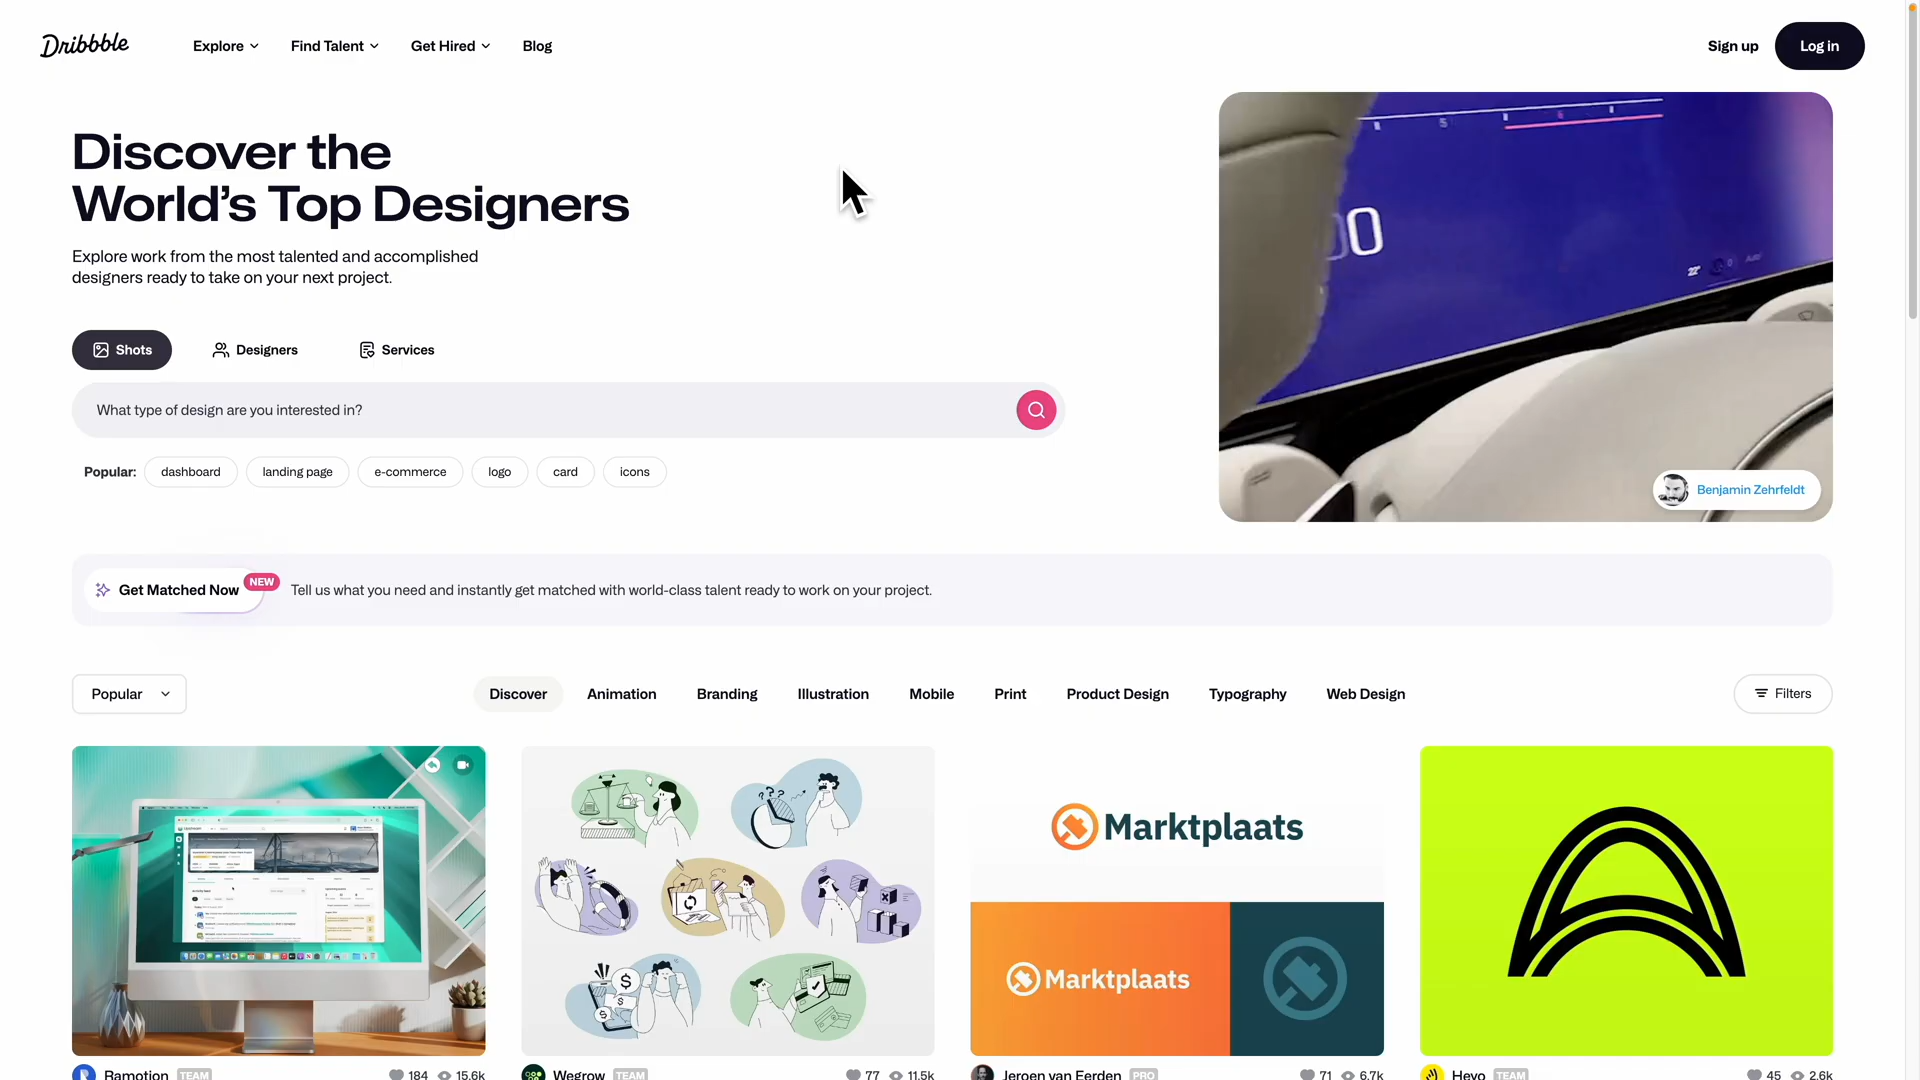 Dribbble
Explore
Find Talent
Get Hired
Blog
Sign up
Log in
Discover the
World's Top Designers
Explore work from the most talented and accomplished
designers ready to take on your next project.
Shots
Designers
Services
What type of design are you interested in?
Popular:
dashboard
landing page
e-commerce
logo
card
icons
Benjamin Zehrfeldt
Get Matched Now
NEW
Tell us what you need and instantly get matched with world-class talent ready to work on your project.
Popular
Discover
Animation
Branding
Illustration
Mobile
Print
Product Design
Typography
Web Design
Filters
Marktplaats
Marktplaats
Ramotion TEAM 184 15.6k
Wegrow TEAM 77 11.5k
Jeroen van Eerden PRO 71 6.7k
Hevo TEAM 45 2.6k